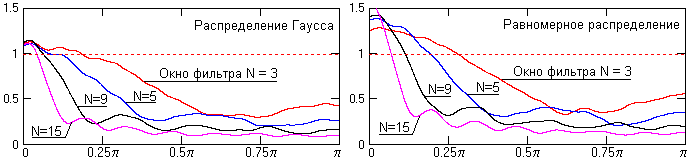 1.5
Распределение Гаусса
1
Окно фильтра N = 3
N=9
N=5
0.5
N=15
0
0
0.25π
0.5π
0.75π
π
1.5
Равномерное распределение
1
Окно фильтра N = 3
N=9
N=5
0.5
N=15
0
0
0.25π
0.5π
0.75π
π